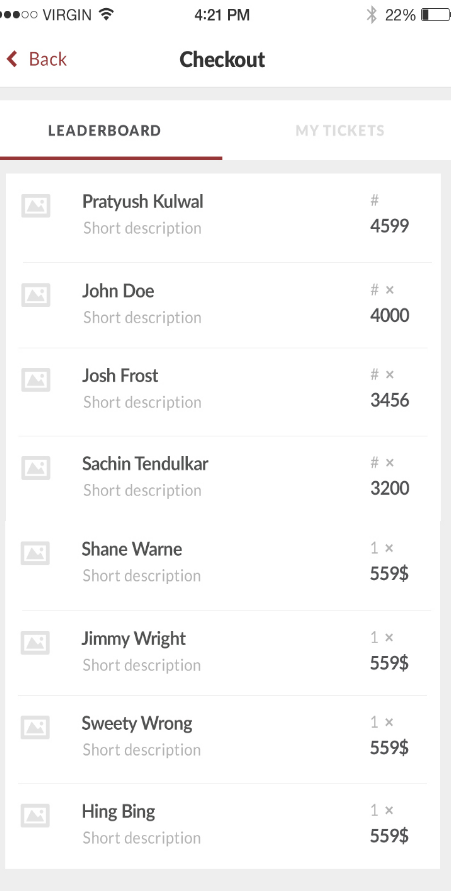 VIRGIN 4:21 PM 22%
Back Checkout
LEADERBOARD MY TICKETS
Pratyush Kulwal #
Short description 4599
John Doe # ×
Short description 4000
Josh Frost # ×
Short description 3456
Sachin Tendulkar # ×
Short description 3200
Shane Warne 1 ×
Short description 559$
Jimmy Wright 1 ×
Short description 559$
Sweety Wrong 1 ×
Short description 559$
Hing Bing 1 ×
Short description 559$